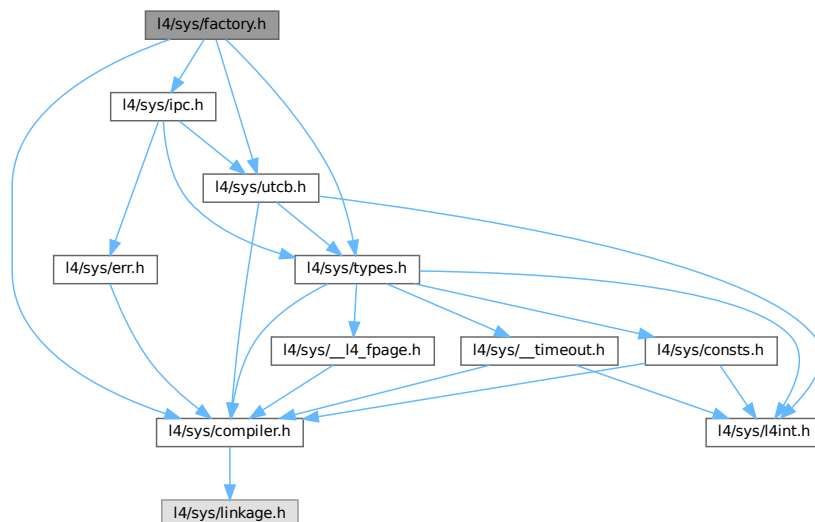 l4/sys/factory.h
l4/sys/ipc.h
l4/sys/utcb.h
l4/sys/err.h
l4/sys/types.h
l4/sys/__l4_fpage.h
l4/sys/__timeout.h
l4/sys/consts.h
l4/sys/compiler.h
l4/sys/l4int.h
l4/sys/linkage.h